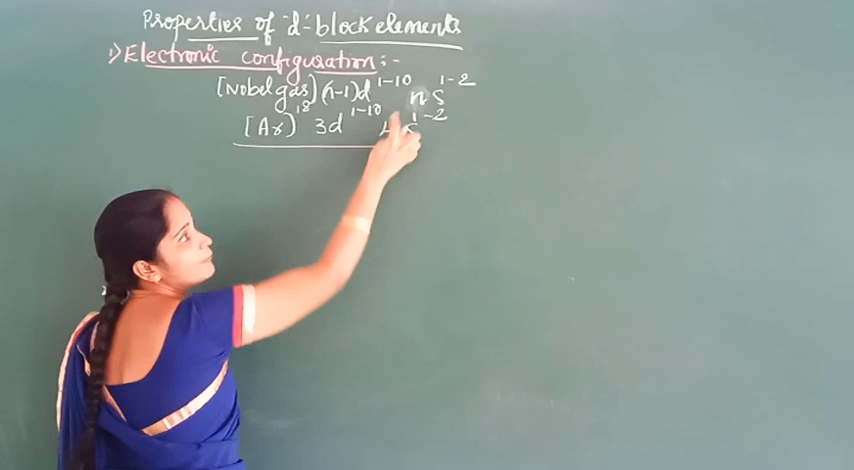 Properties of 'd'-block elements
1) Electronic configuration :-
[Nobel gas] (n-1)d¹⁻¹⁰ ns¹⁻²
[Ar]¹⁸ 3d¹⁻¹⁰ 4s¹⁻²